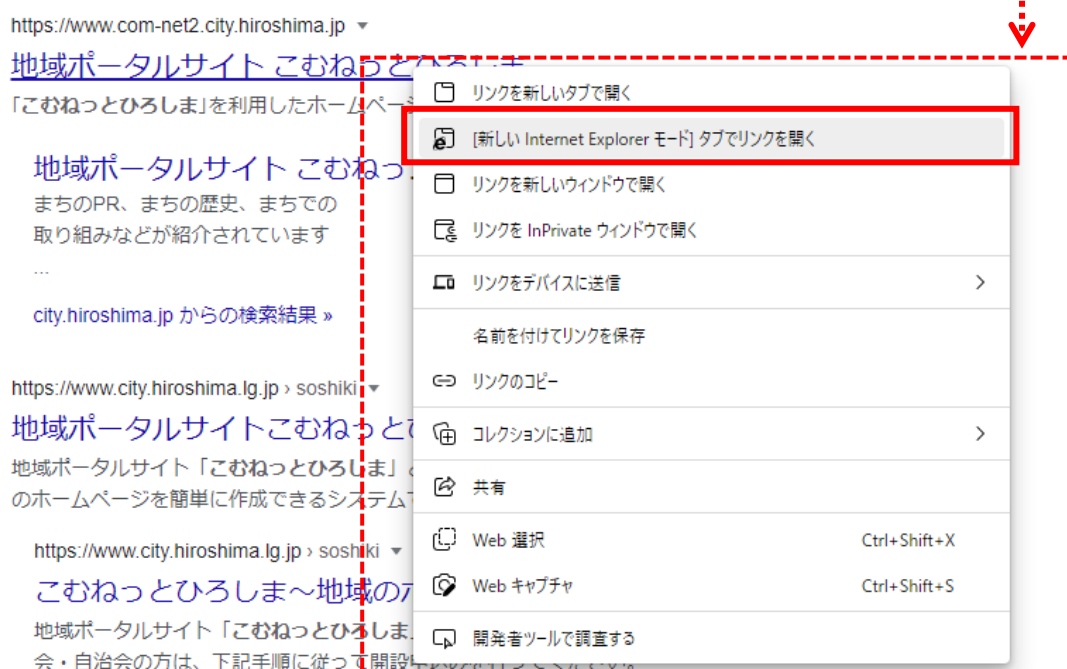 https://www.com-net2.city.hiroshima.jp
地域ポータルサイト こむねっとひろしま
「こむねっとひろしま」を利用したホームページ
地域ポータルサイト こむねっ
まちのPR、まちの歴史、まちでの
取り組みなどが紹介されています
...
city.hiroshima.jp からの検索結果 »
https://www.city.hiroshima.lg.jp › soshiki
地域ポータルサイトこむねっと
地域ポータルサイト「こむねっとひろしま」
のホームページを簡単に作成できるシステム
https://www.city.hiroshima.lg.jp › soshiki
こむねっとひろしま～地域の
地域ポータルサイト「こむねっとひろしま
会・自治会の方は、下記手順に従って開設
リンクを新しいタブで開く
[新しい Internet Explorer モード] タブでリンクを開く
リンクを新しいウィンドウで開く
リンクを InPrivate ウィンドウで開く
リンクをデバイスに送信
名前を付けてリンクを保存
リンクのコピー
コレクションに追加
共有
Web 選択 Ctrl+Shift+X
Web キャプチャ Ctrl+Shift+S
開発者ツールで調査する